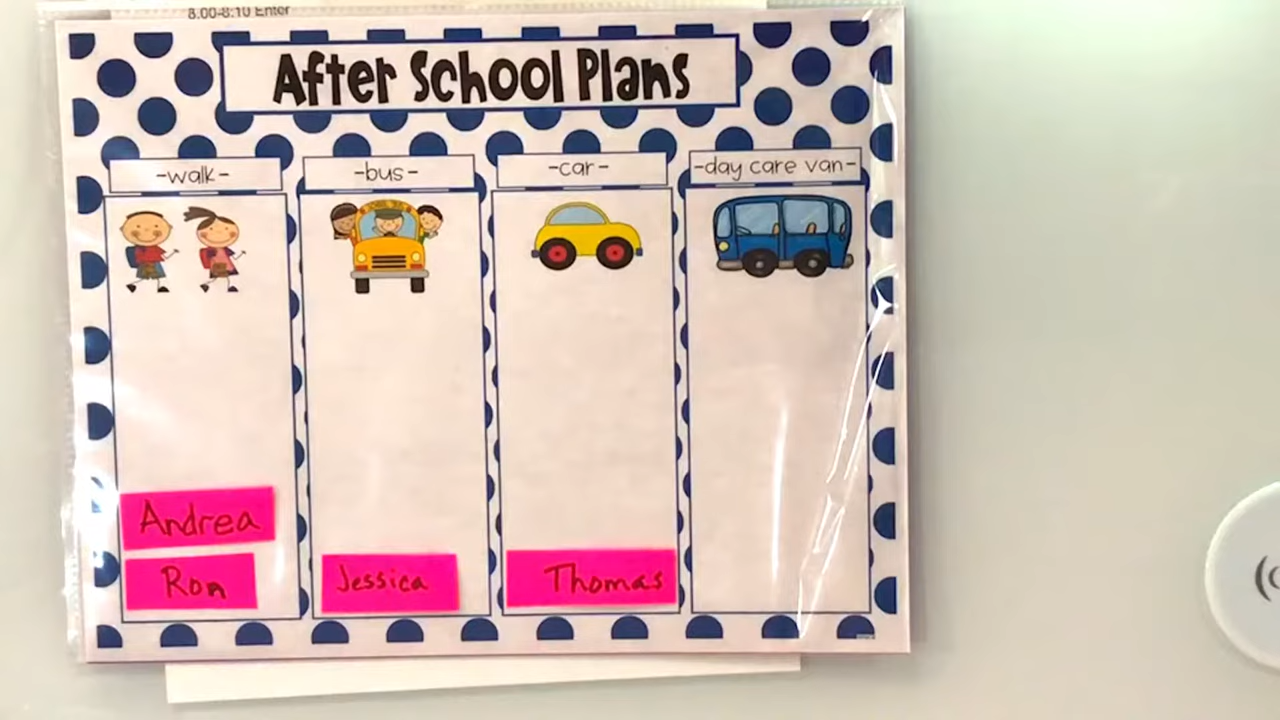 8:00-8:10 Enter
After School Plans
-walk-
-bus-
-car-
-day care van-
Andrea
Ron
Jessica
Thomas